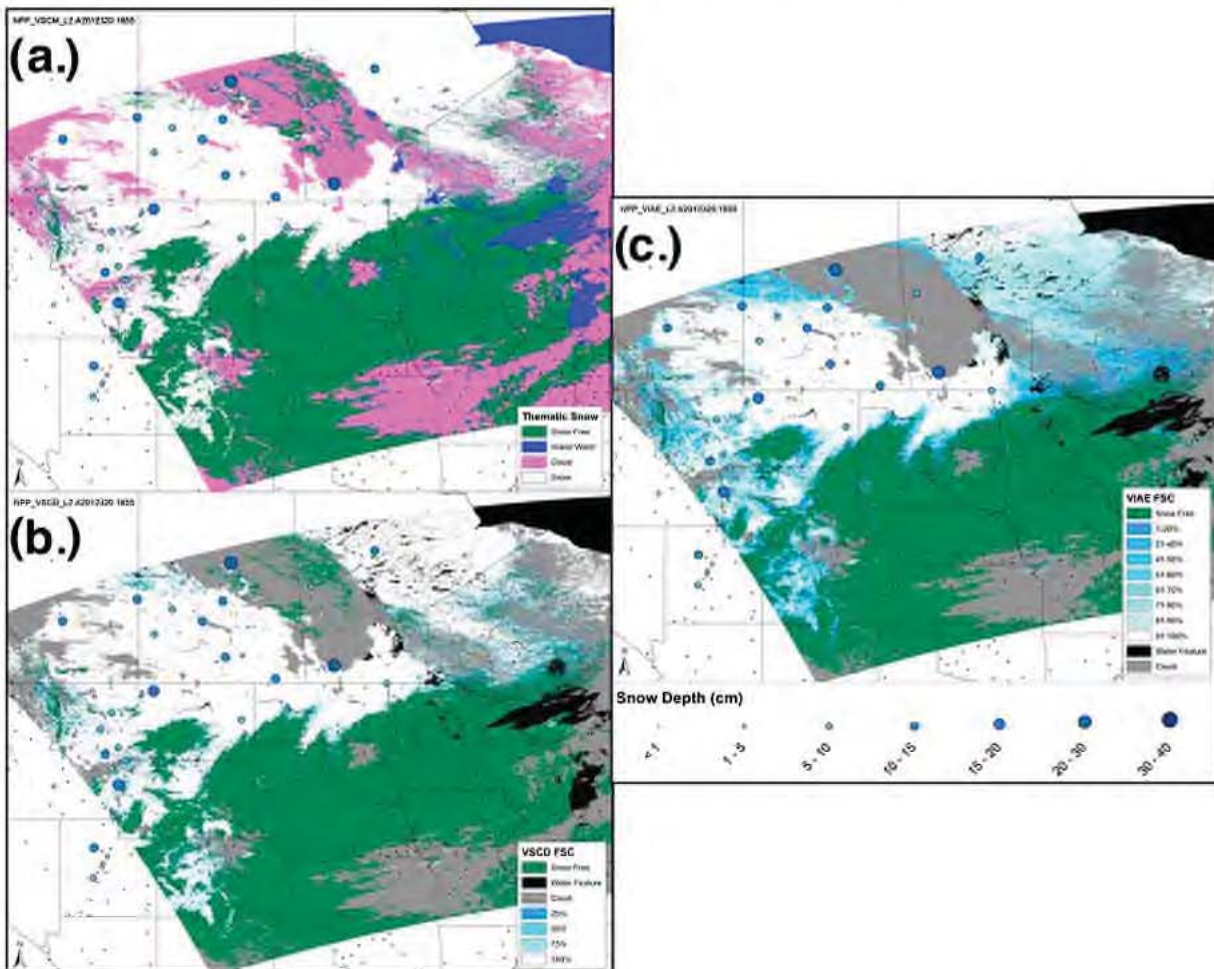 (a.)
Thematic Snow
Snow Free
Inland Water
Cloud
Snow
(b.)
VSCD FSC
Snow Free
Water Feature
Cloud
25%
50%
75%
100%
(c.)
VIAE FSC
Snow Free
Water Feature
Cloud
Snow Depth (cm)
< 1
1 - 5
5 - 10
10 - 15
15 - 20
20 - 30
30 - 40